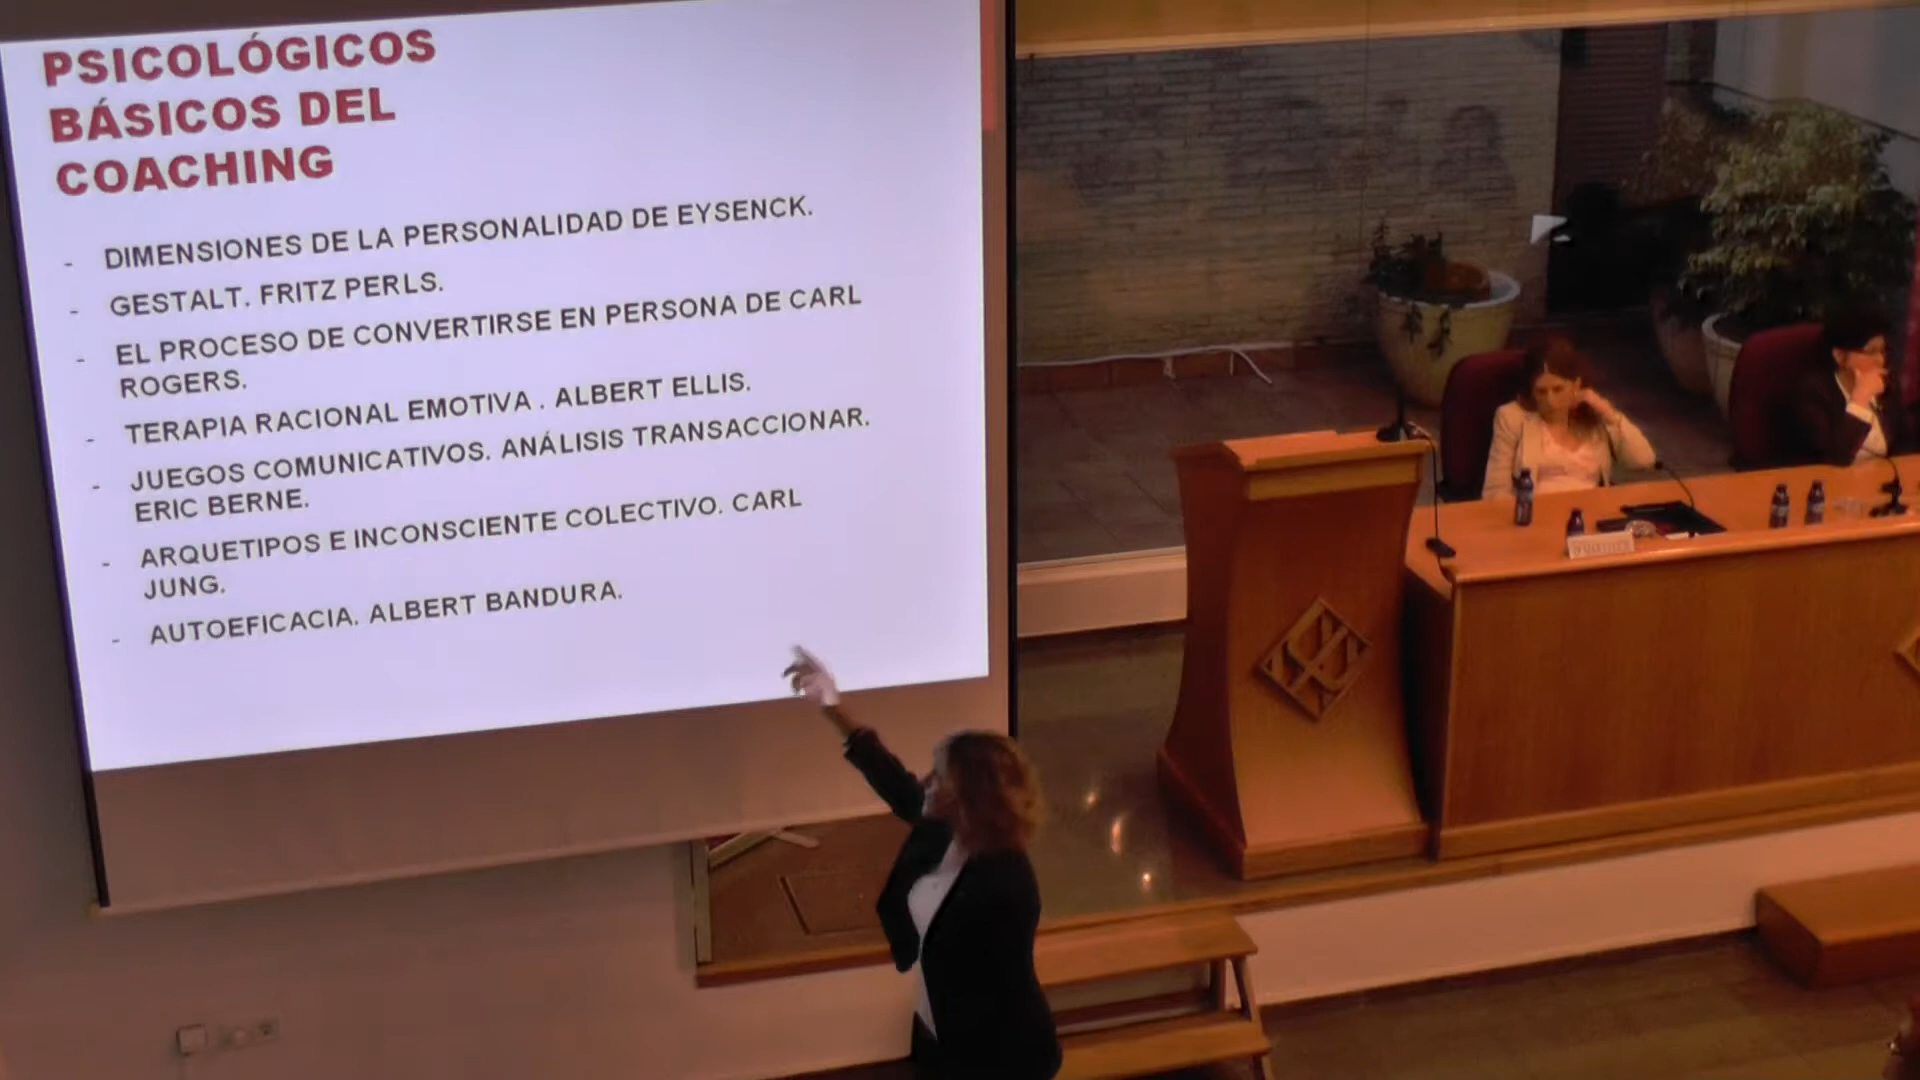 PSICOLÓGICOS
BÁSICOS DEL
COACHING
- DIMENSIONES DE LA PERSONALIDAD DE EYSENCK.
- GESTALT. FRITZ PERLS.
- EL PROCESO DE CONVERTIRSE EN PERSONA DE CARL
ROGERS.
- TERAPIA RACIONAL EMOTIVA . ALBERT ELLIS.
- JUEGOS COMUNICATIVOS. ANÁLISIS TRANSACCIONAR.
ERIC BERNE.
- ARQUETIPOS E INCONSCIENTE COLECTIVO. CARL
JUNG.
- AUTOEFICACIA. ALBERT BANDURA.